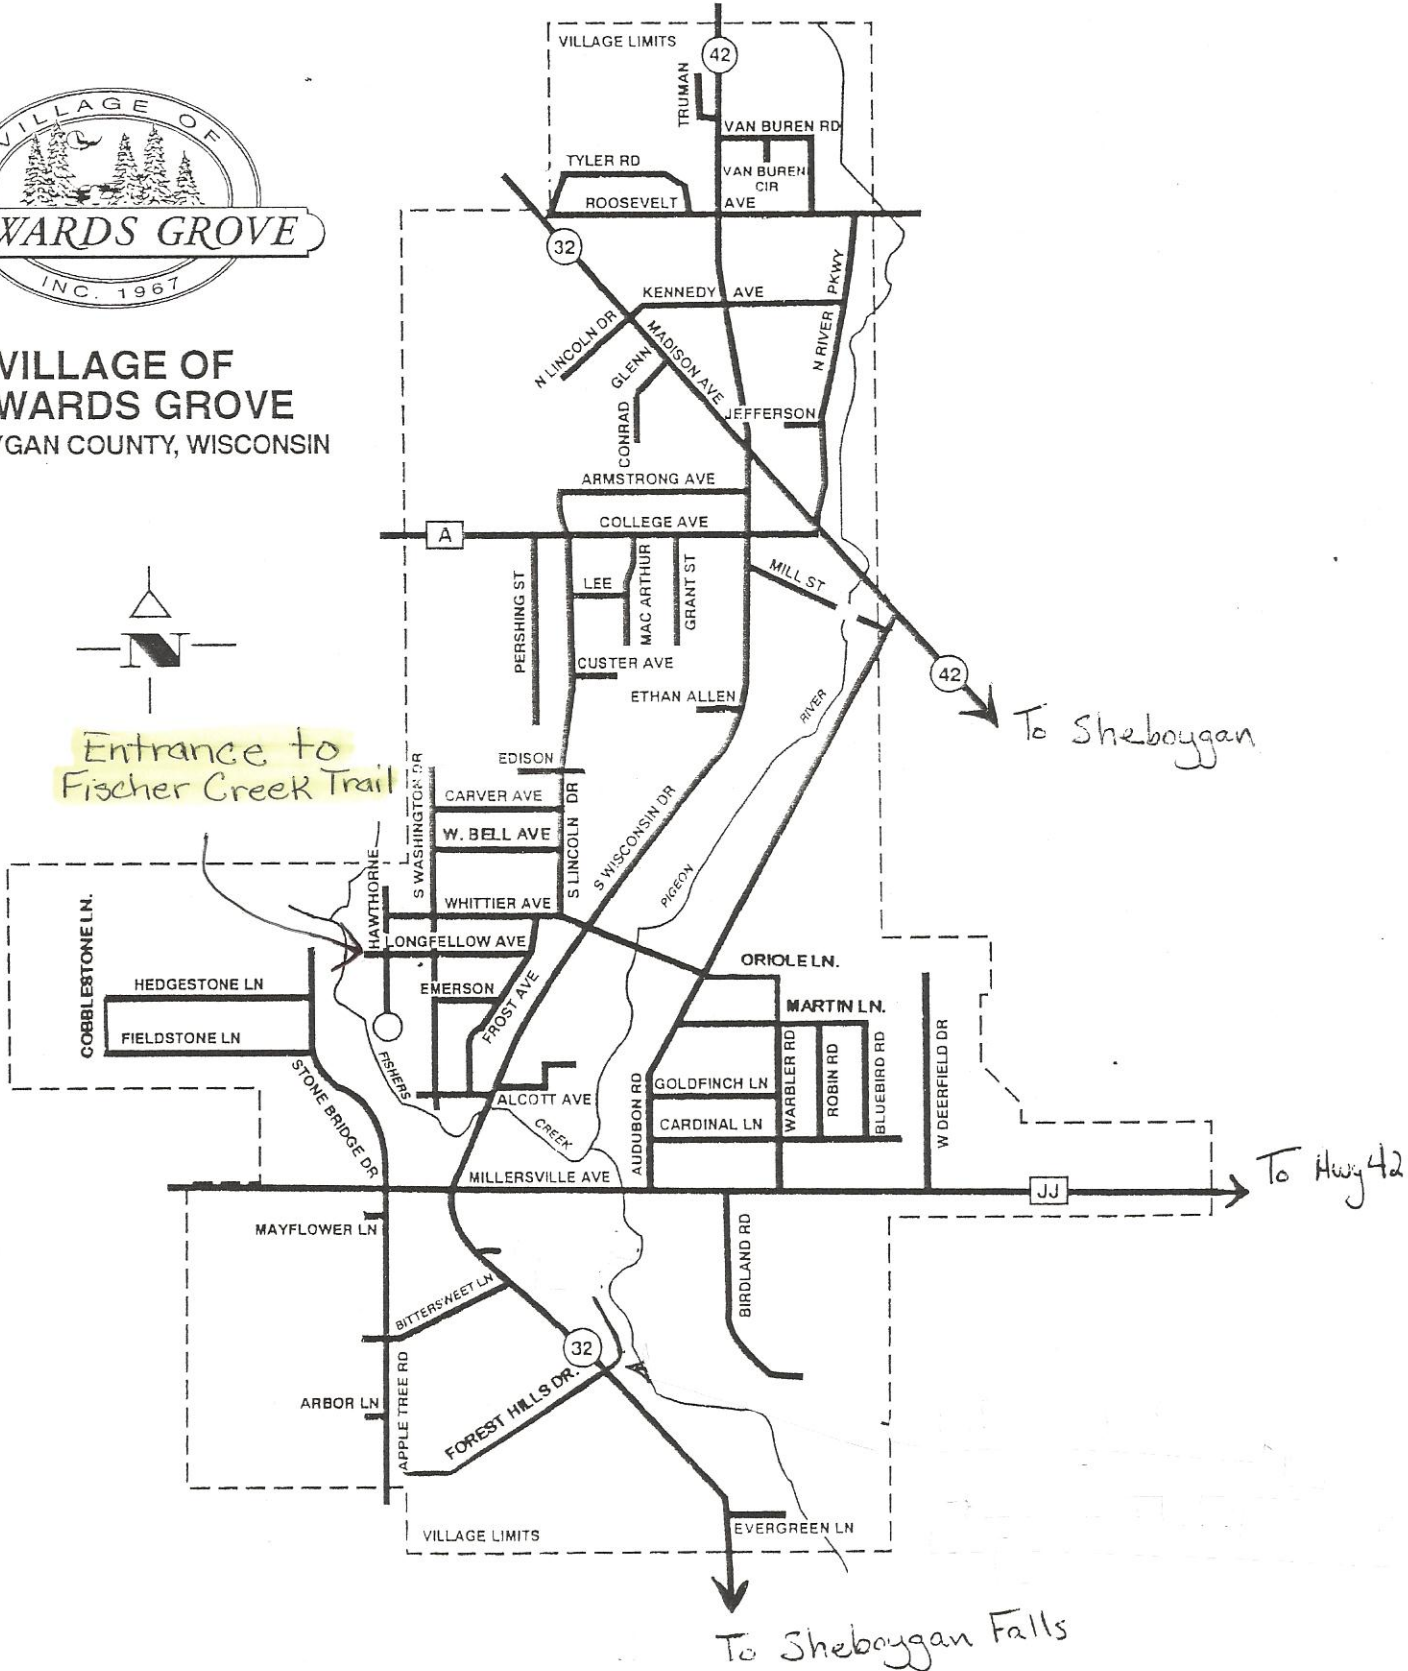 VILLAGE OF
WARDS GROVE
INC. 1967
VILLAGE OF
WARDS GROVE
YGAN COUNTY, WISCONSIN
N
Entrance to
Fischer Creek Trail
VILLAGE LIMITS
42
TRUMAN
VAN BUREN RD
VAN BUREN
CIR
TYLER RD
ROOSEVELT AVE
32
KENNEDY AVE
N RIVER PKWY
N LINCOLN DR
MADISON AVE
GLENN
CONRAD
JEFFERSON
ARMSTRONG AVE
A
COLLEGE AVE
PERSHING ST
LEE
MAC ARTHUR
GRANT ST
MILL ST
CUSTER AVE
ETHAN ALLEN
42
To Sheboygan
RIVER
PIGEON
EDISON
S WASHINGTON DR
CARVER AVE
W. BELL AVE
S LINCOLN DR
S WISCONSIN DR
HAWTHORNE
WHITTIER AVE
LONGFELLOW AVE
EMERSON
FROST AVE
COBBLESTONE LN.
HEDGESTONE LN
FIELDSTONE LN
STONE BRIDGE DR
FISHERS
CREEK
ALCOTT AVE
ORIOLE LN.
MARTIN LN.
WARBLER RD
ROBIN RD
BLUEBIRD RD
W DEERFIELD DR
GOLDFINCH LN
CARDINAL LN
AUDUBON RD
MILLERSVILLE AVE
JJ
To Hwy 42
MAYFLOWER LN
BITTERSWEET LN
BIRDLAND RD
32
ARBOR LN
APPLE TREE RD
FOREST HILLS DR.
EVERGREEN LN
VILLAGE LIMITS
To Sheboygan Falls